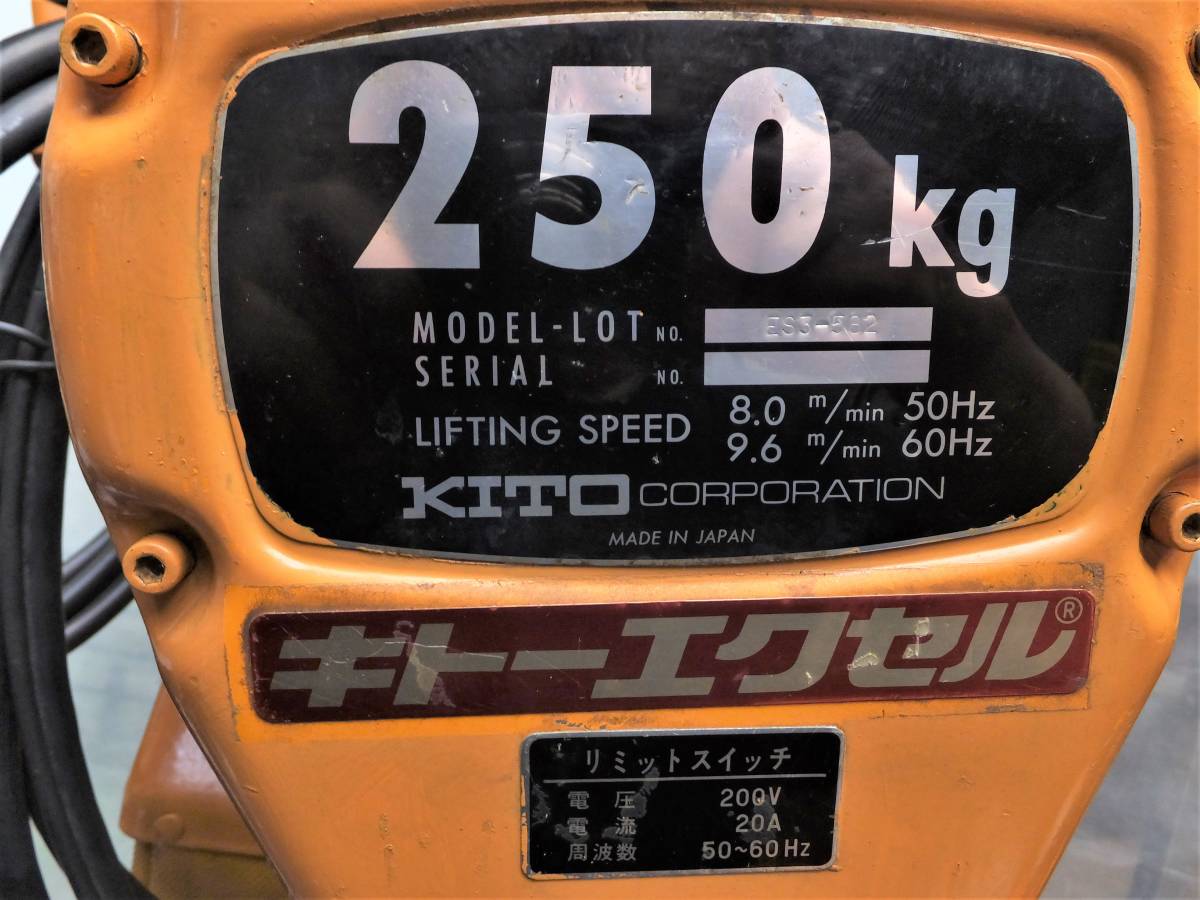 250 kg
MODEL-LOT NO. ES3-582
SERIAL NO.
LIFTING SPEED 8.0 m/min 50Hz
9.6 m/min 60Hz
KITO CORPORATION
MADE IN JAPAN
キトーエクセル®
リミットスイッチ
電圧 200V
電流 20A
周波数 50~60Hz